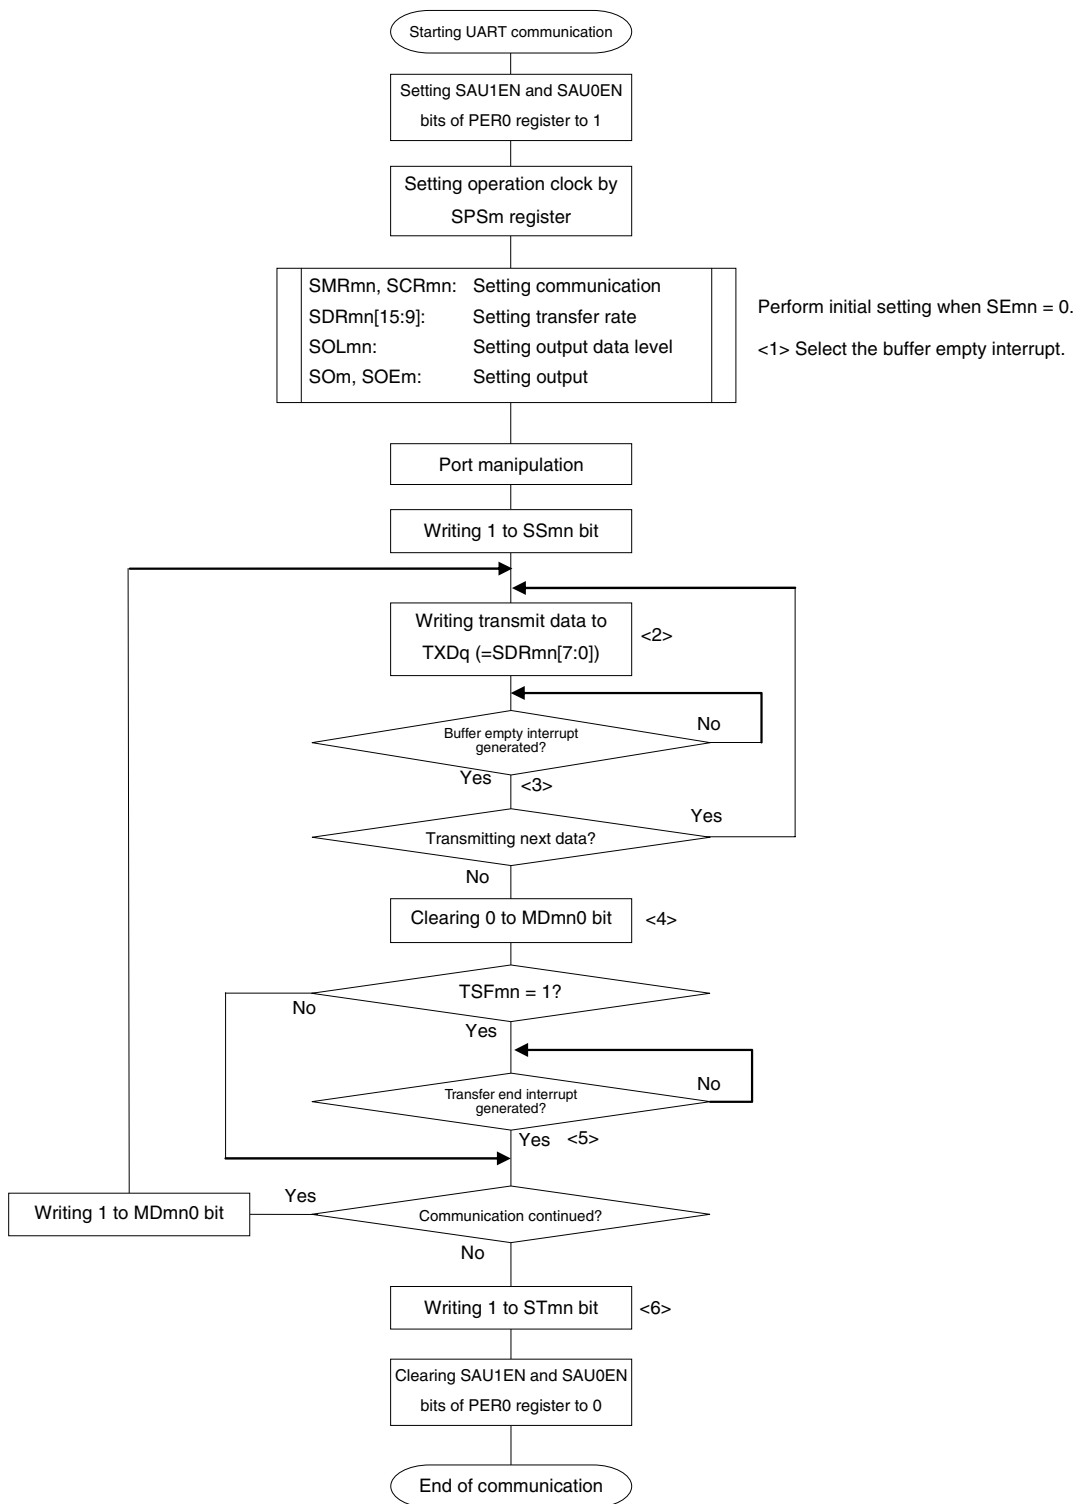 Starting UART communication
Setting SAU1EN and SAU0EN
bits of PER0 register to 1
Setting operation clock by
SPSm register
SMRmn, SCRmn: Setting communication
SDRmn[15:9]: Setting transfer rate
SOLmn: Setting output data level
SOm, SOEm: Setting output
Perform initial setting when SEmn = 0.
<1> Select the buffer empty interrupt.
Port manipulation
Writing 1 to SSmn bit
Writing transmit data to
TXDq (=SDRmn[7:0])
<2>
Buffer empty interrupt
generated?
No
Yes
<3>
Transmitting next data?
Yes
No
Clearing 0 to MDmn0 bit
<4>
TSFmn = 1?
No
Yes
Transfer end interrupt
generated?
No
Yes
<5>
Communication continued?
Yes
Writing 1 to MDmn0 bit
No
Writing 1 to STmn bit
<6>
Clearing SAU1EN and SAU0EN
bits of PER0 register to 0
End of communication